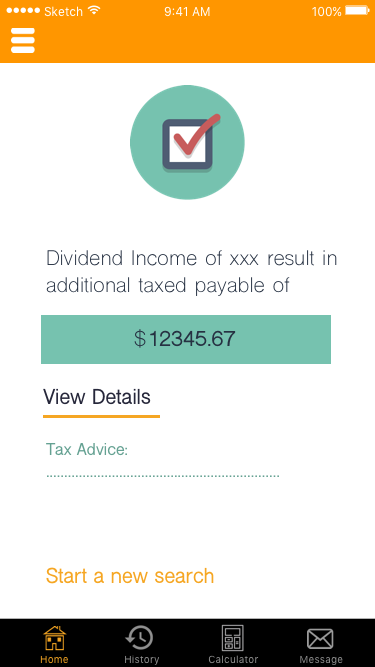 Sketch 9:41 AM 100%
Dividend Income of xxx result in
additional taxed payable of
$12345.67
View Details
Tax Advice:
................................................................
Start a new search
Home History Calculator Message